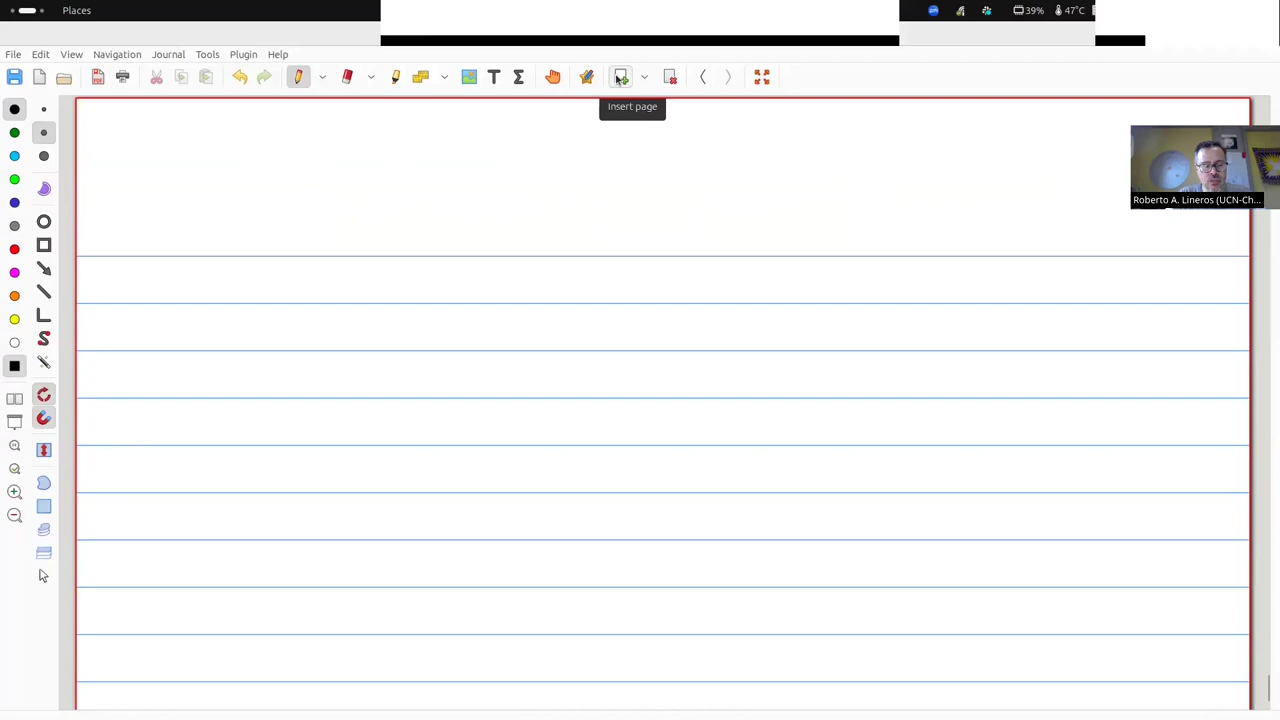 Places
39% 47°C
File Edit View Navigation Journal Tools Plugin Help
Insert page
Roberto A. Lineros (UCN-Ch...